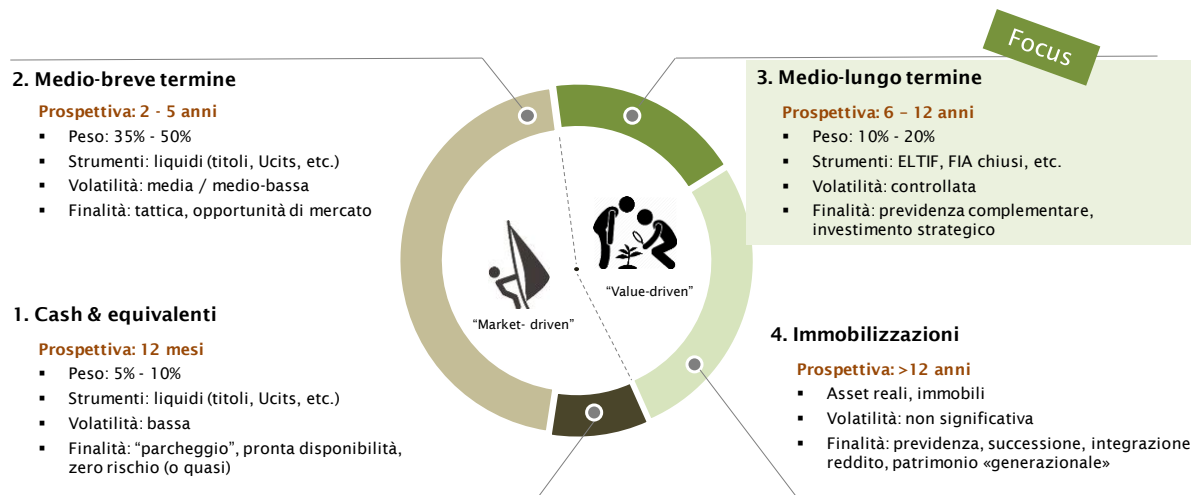 Focus
2. Medio-breve termine
Prospettiva: 2 - 5 anni
▪ Peso: 35% - 50%
▪ Strumenti: liquidi (titoli, Ucits, etc.)
▪ Volatilità: media / medio-bassa
▪ Finalità: tattica, opportunità di mercato
3. Medio-lungo termine
Prospettiva: 6 – 12 anni
▪ Peso: 10% - 20%
▪ Strumenti: ELTIF, FIA chiusi, etc.
▪ Volatilità: controllata
▪ Finalità: previdenza complementare,
investimento strategico
“Market- driven”
“Value-driven”
1. Cash & equivalenti
Prospettiva: 12 mesi
▪ Peso: 5% - 10%
▪ Strumenti: liquidi (titoli, Ucits, etc.)
▪ Volatilità: bassa
▪ Finalità: “parcheggio”, pronta disponibilità,
zero rischio (o quasi)
4. Immobilizzazioni
Prospettiva: >12 anni
▪ Asset reali, immobili
▪ Volatilità: non significativa
▪ Finalità: previdenza, successione, integrazione
reddito, patrimonio «generazionale»